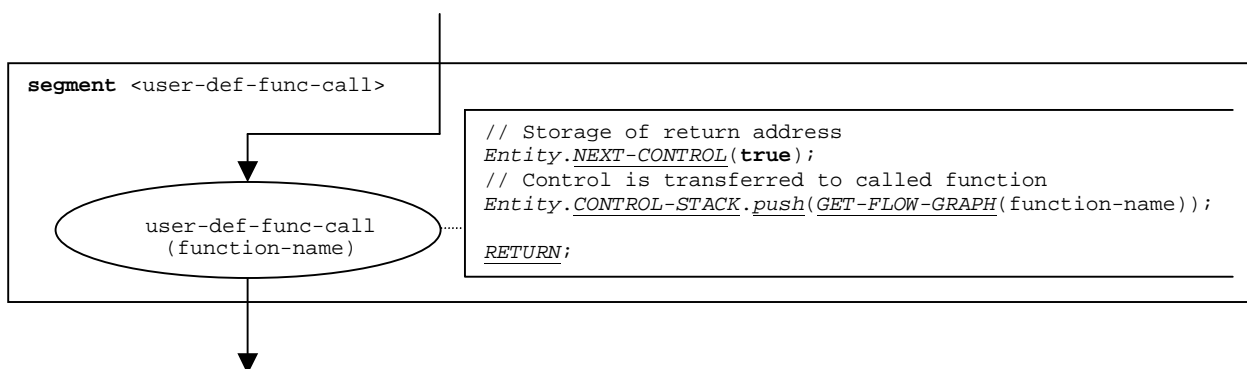 segment <user-def-func-call>
// Storage of return address
Entity.NEXT-CONTROL(true);
// Control is transferred to called function
Entity.CONTROL-STACK.push(GET-FLOW-GRAPH(function-name));
RETURN;
user-def-func-call
(function-name)